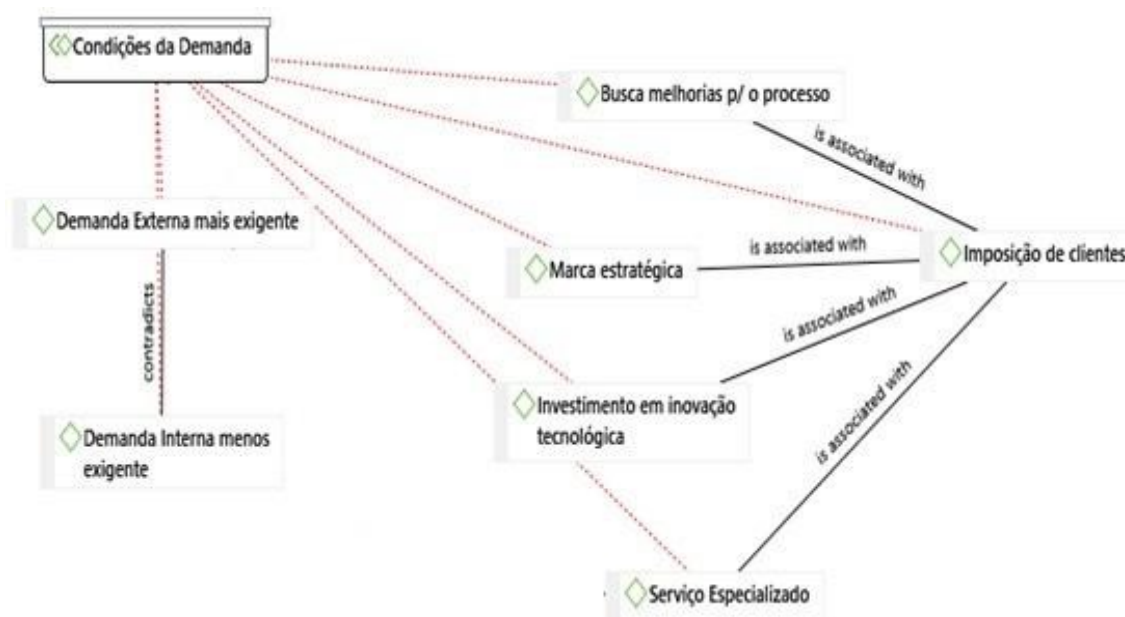 Condições da Demanda
Busca melhorias p/ o processo
is associated with
Demanda Externa mais exigente
is associated with
Imposição de clientes
Marca estratégica
contradicts
is associated with
Investimento em inovação
tecnológica
is associated with
Demanda Interna menos
exigente
Serviço Especializado